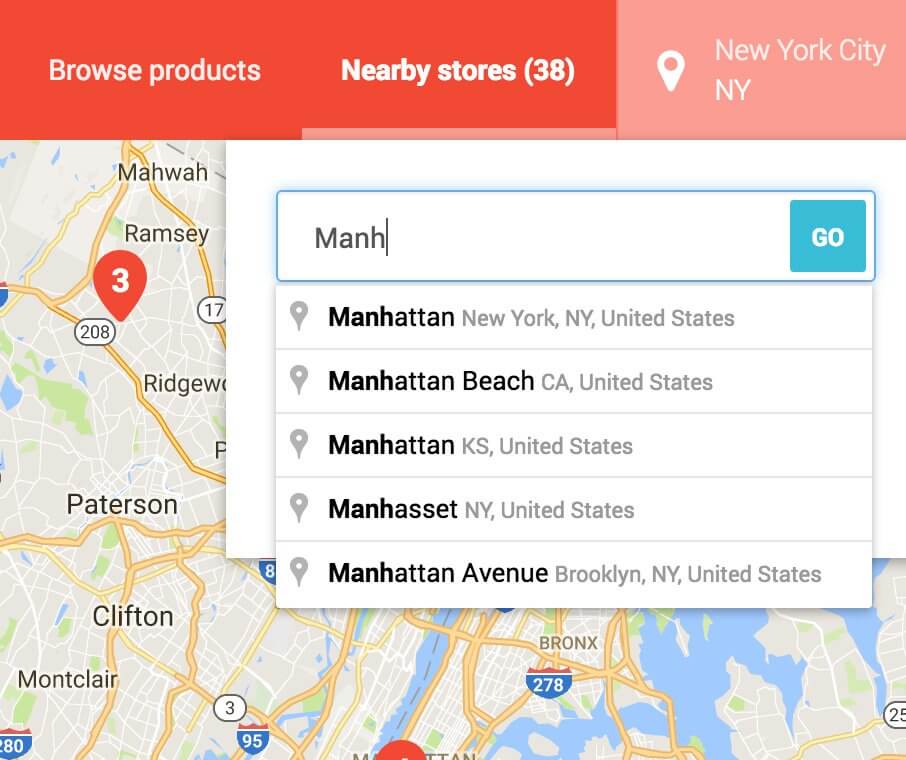 Browse products
Nearby stores (38)
New York City
NY
Mahwah
Manh
GO
Ramsey
3
17
208
Manhattan New York, NY, United States
Manhattan Beach CA, United States
Ridgew
Manhattan KS, United States
P
Manhasset NY, United States
Paterson
Manhattan Avenue Brooklyn, NY, United States
8
Clifton
BRONX
Montclair
278
3
25
95
280